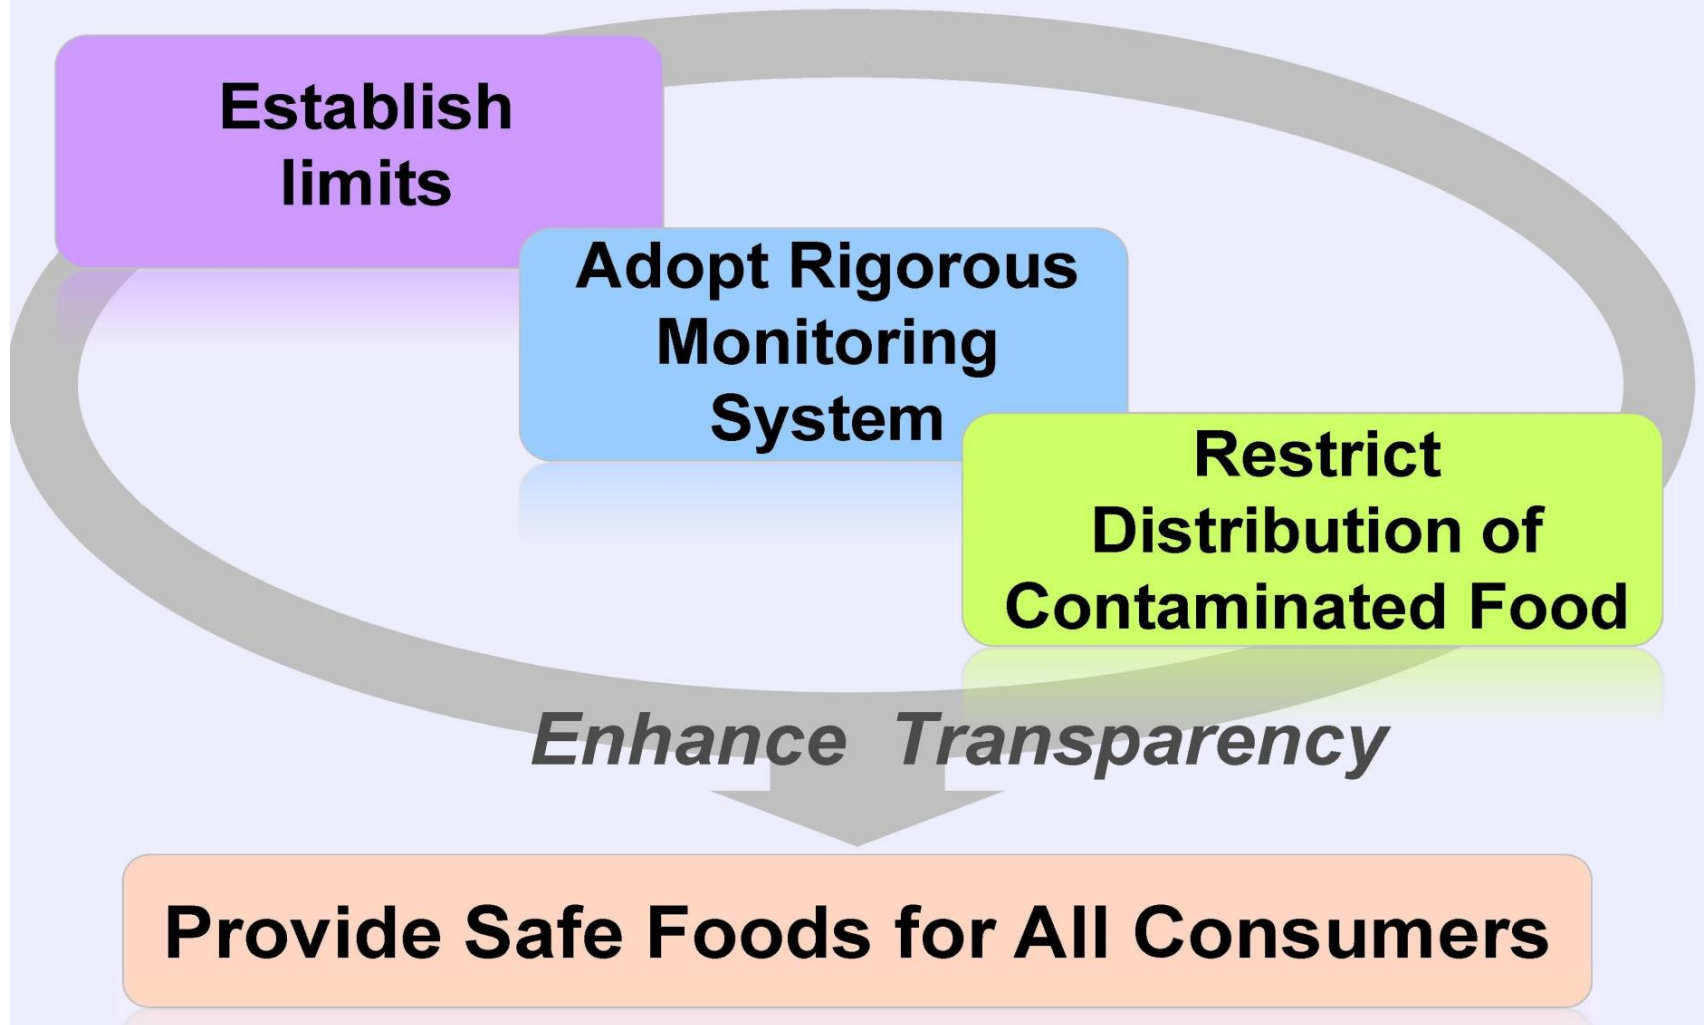 Establish
limits
Adopt Rigorous
Monitoring
System
Restrict
Distribution of
Contaminated Food
Enhance Transparency
Provide Safe Foods for All Consumers